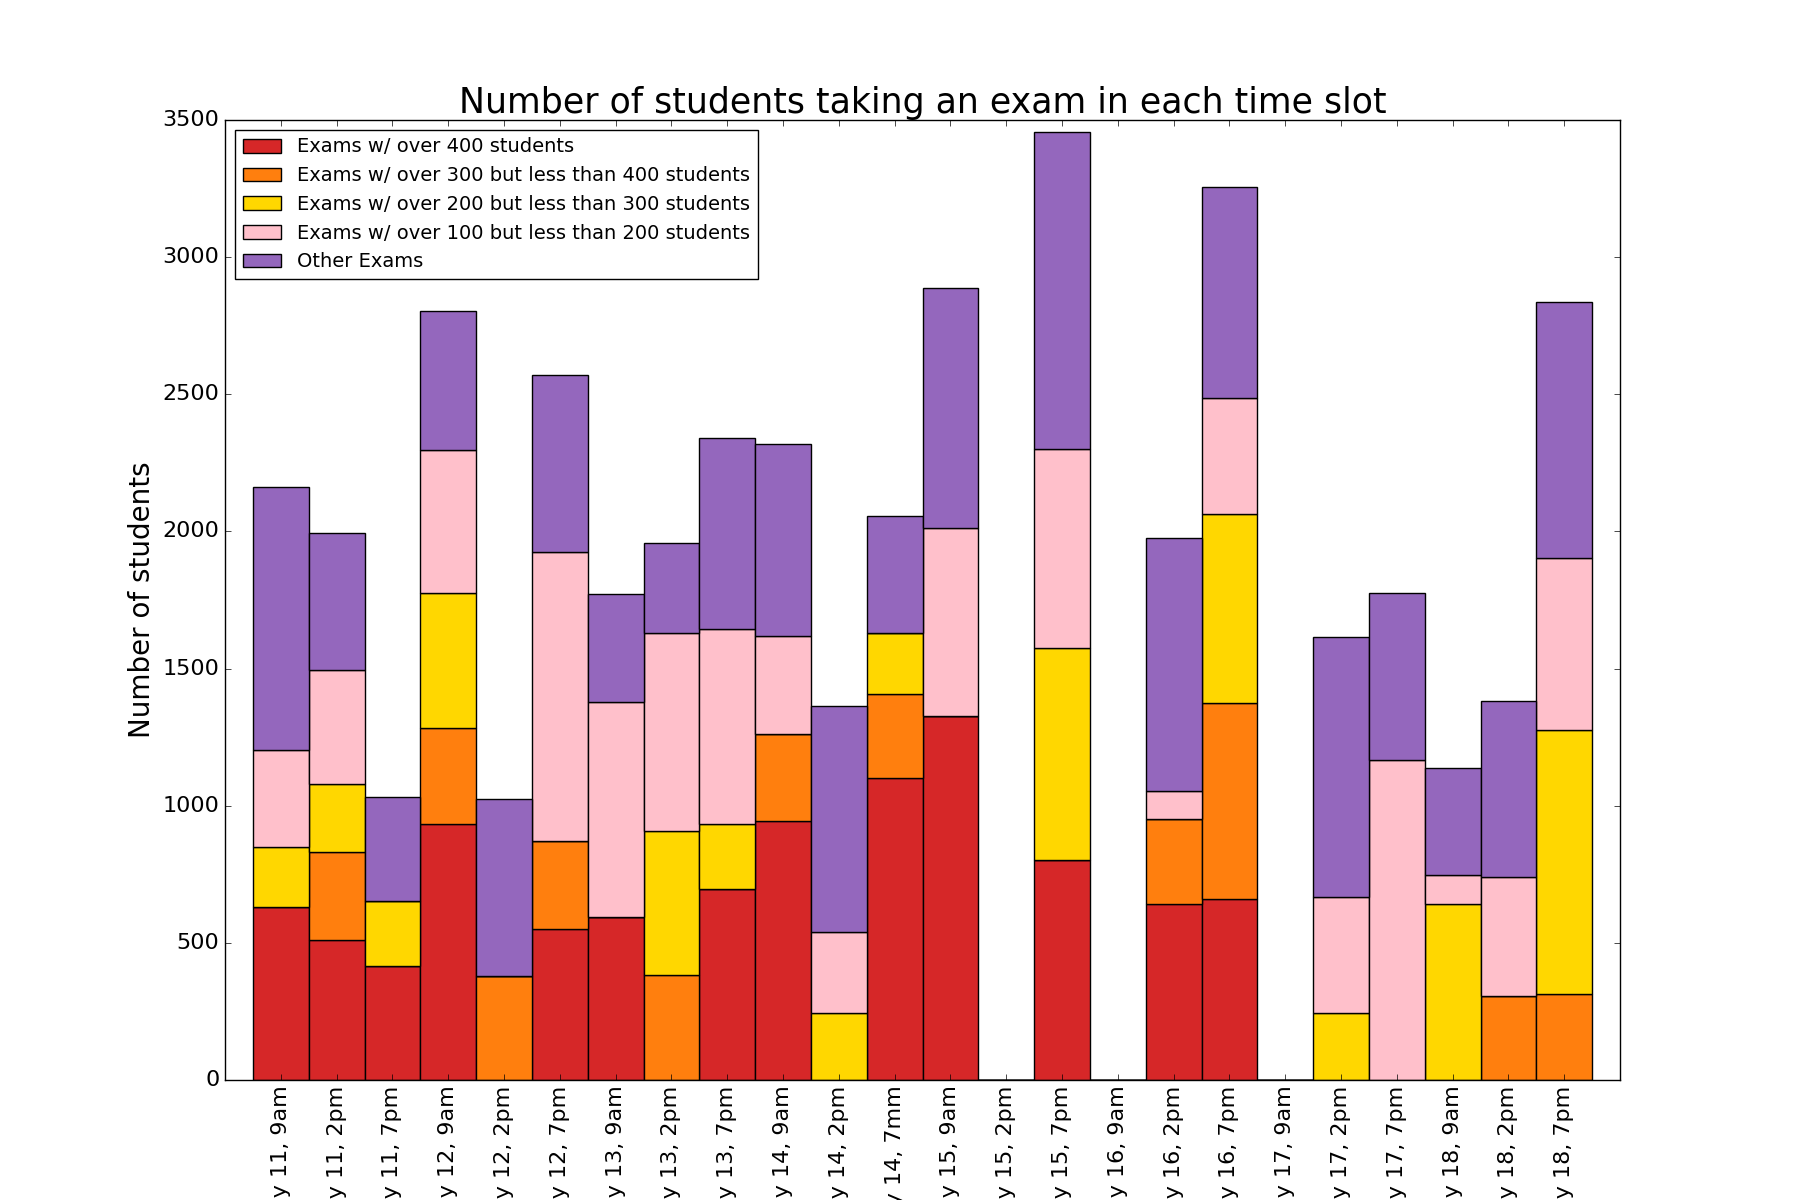 Number of students taking an exam in each time slot
Exams w/ over 400 students
Exams w/ over 300 but less than 400 students
Exams w/ over 200 but less than 300 students
Exams w/ over 100 but less than 200 students
Other Exams
Number of students
3500
3000
2500
2000
1500
1000
500
0
y 11, 9am
y 11, 2pm
y 11, 7pm
y 12, 9am
y 12, 2pm
y 12, 7pm
y 13, 9am
y 13, 2pm
y 13, 7pm
y 14, 9am
y 14, 2pm
y 14, 7mm
y 15, 9am
y 15, 2pm
y 15, 7pm
y 16, 9am
y 16, 2pm
y 16, 7pm
y 17, 9am
y 17, 2pm
y 17, 7pm
y 18, 9am
y 18, 2pm
y 18, 7pm